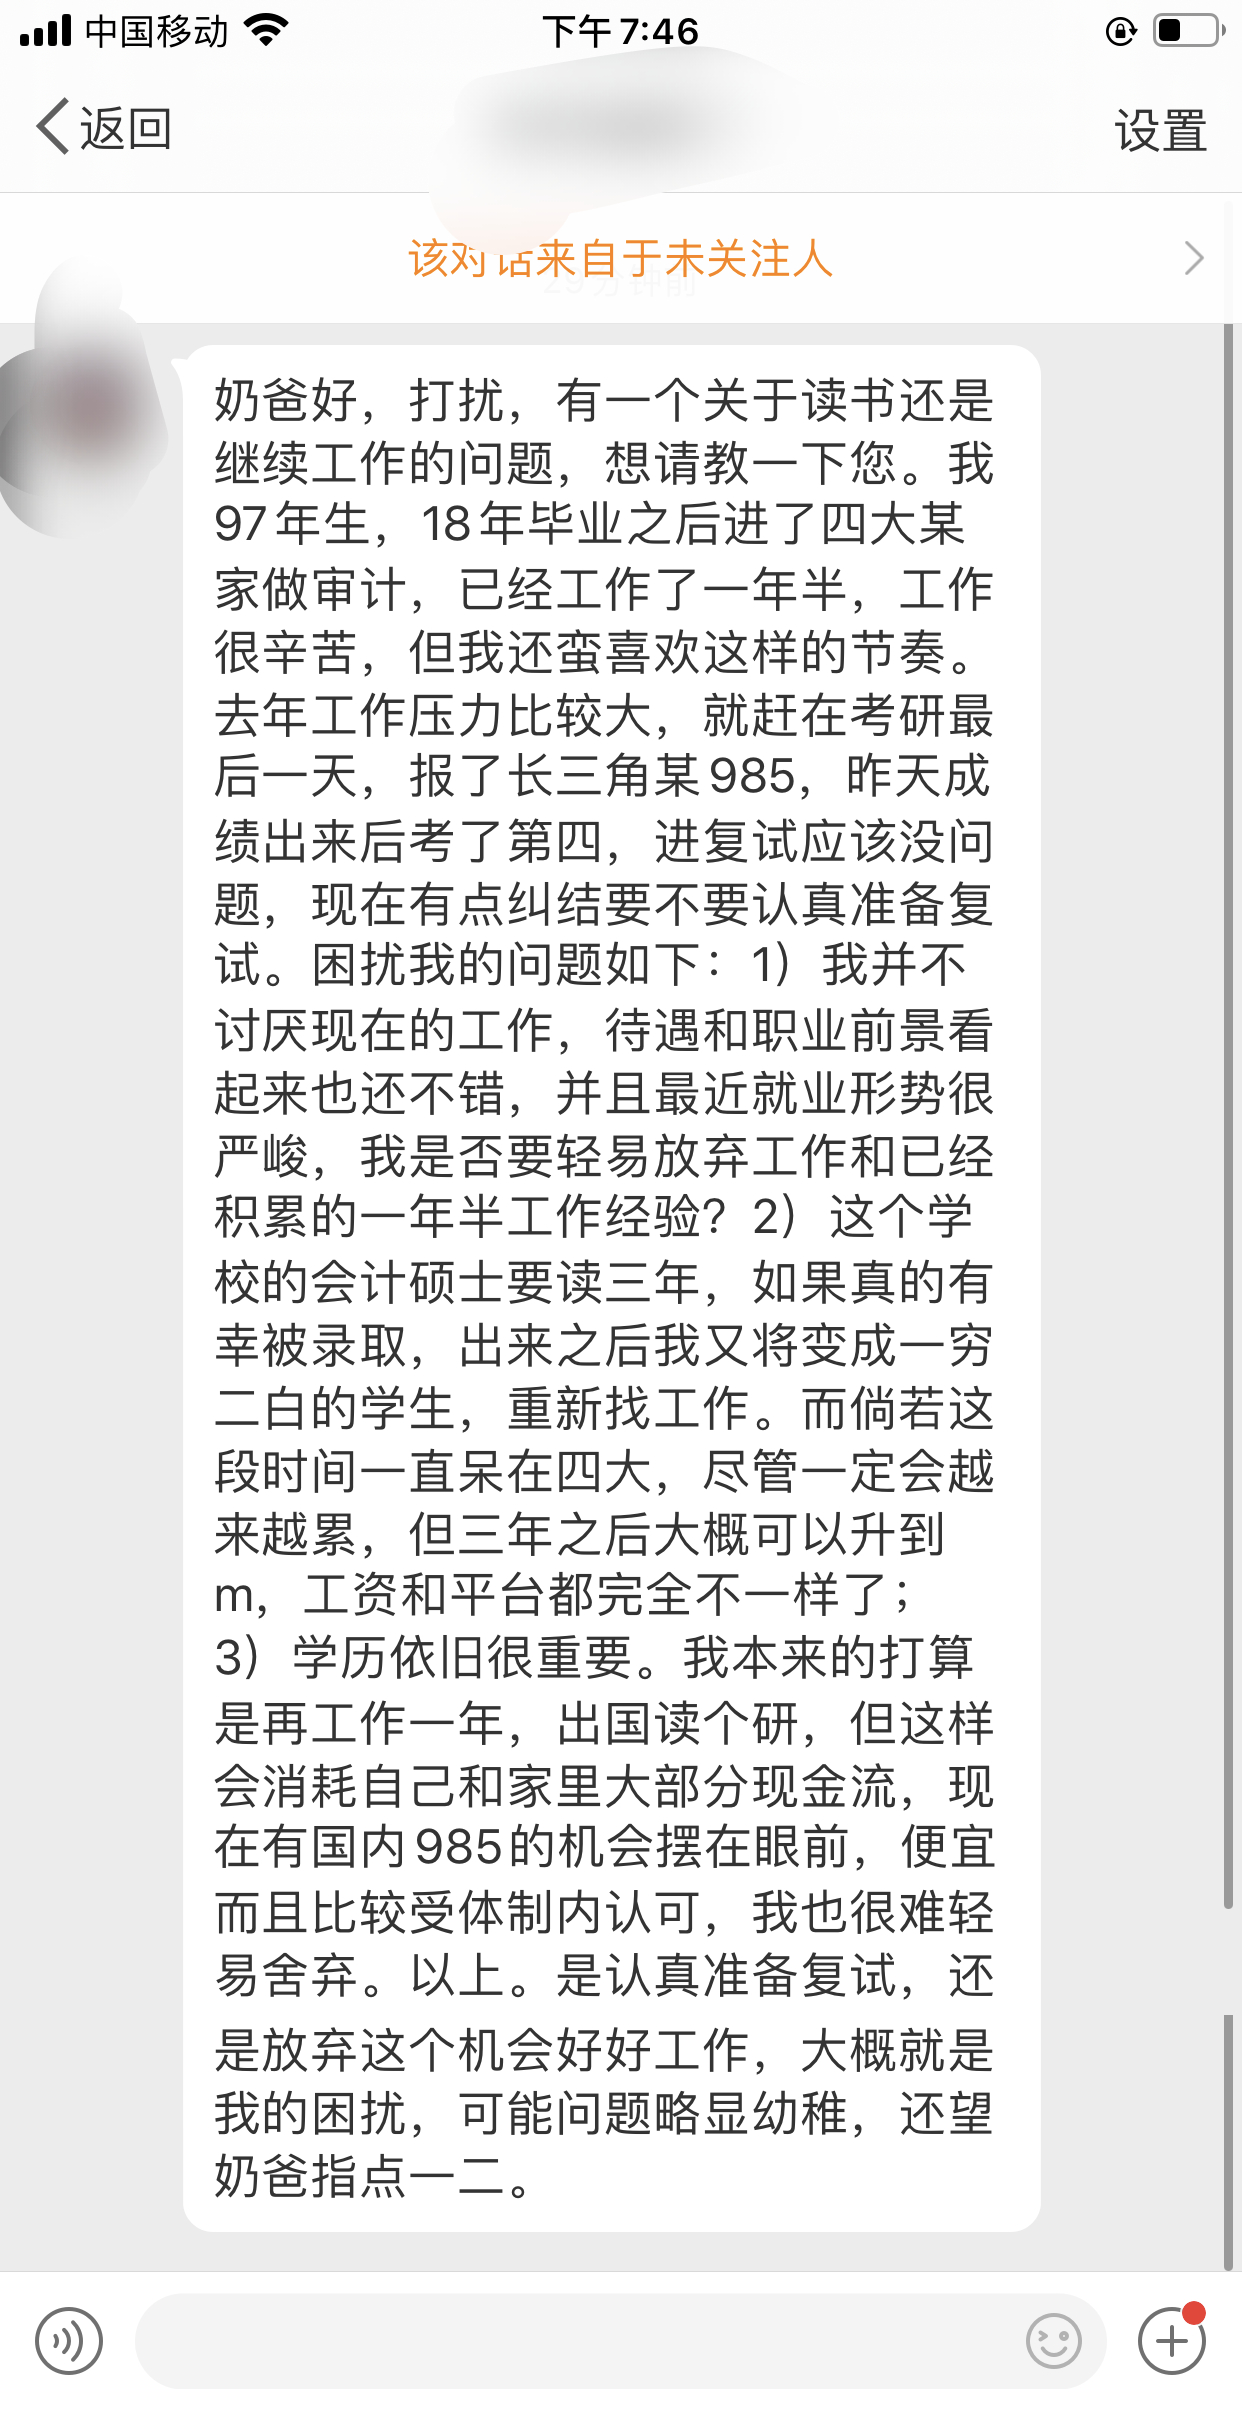 中国移动
下午 7:46
返回
设置
该对话来自于未关注人
29分钟前
奶爸好，打扰，有一个关于读书还是
继续工作的问题，想请教一下您。我
97年生，18年毕业之后进了四大某
家做审计，已经工作了一年半，工作
很辛苦，但我还蛮喜欢这样的节奏。
去年工作压力比较大，就赶在考研最
后一天，报了长三角某985，昨天成
绩出来后考了第四，进复试应该没问
题，现在有点纠结要不要认真准备复
试。困扰我的问题如下：1）我并不
讨厌现在的工作，待遇和职业前景看
起来也还不错，并且最近就业形势很
严峻，我是否要轻易放弃工作和已经
积累的一年半工作经验？2）这个学
校的会计硕士要读三年，如果真的有
幸被录取，出来之后我又将变成一穷
二白的学生，重新找工作。而倘若这
段时间一直呆在四大，尽管一定会越
来越累，但三年之后大概可以升到
m，工资和平台都完全不一样了；
3）学历依旧很重要。我本来的打算
是再工作一年，出国读个研，但这样
会消耗自己和家里大部分现金流，现
在有国内985的机会摆在眼前，便宜
而且比较受体制内认可，我也很难轻
易舍弃。以上。是认真准备复试，还
是放弃这个机会好好工作，大概就是
我的困扰，可能问题略显幼稚，还望
奶爸指点一二。